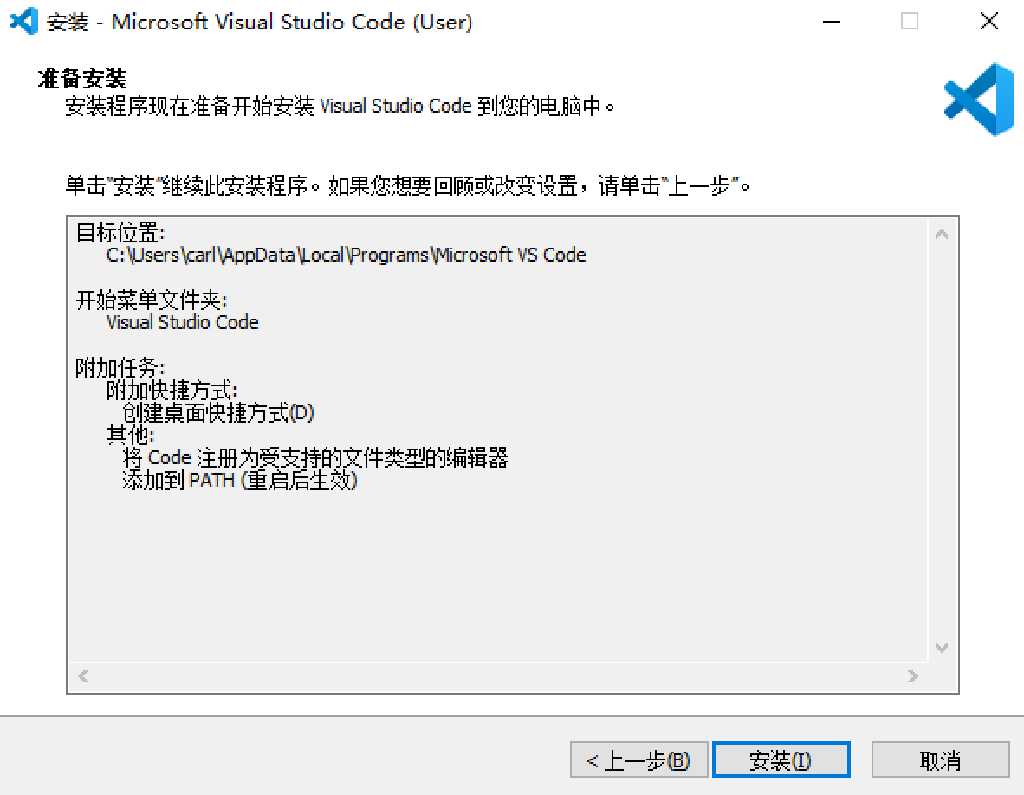 安装 - Microsoft Visual Studio Code (User)
准备安装
安装程序现在准备开始安装 Visual Studio Code 到您的电脑中。
单击“安装”继续此安装程序。如果您想要回顾或改变设置，请单击“上一步”。
目标位置:
C:\Users\carl\AppData\Local\Programs\Microsoft VS Code
开始菜单文件夹:
Visual Studio Code
附加任务:
附加快捷方式:
创建桌面快捷方式(D)
其他:
将 Code 注册为受支持的文件类型的编辑器
添加到 PATH (重启后生效)
< 上一步(B)
安装(I)
取消